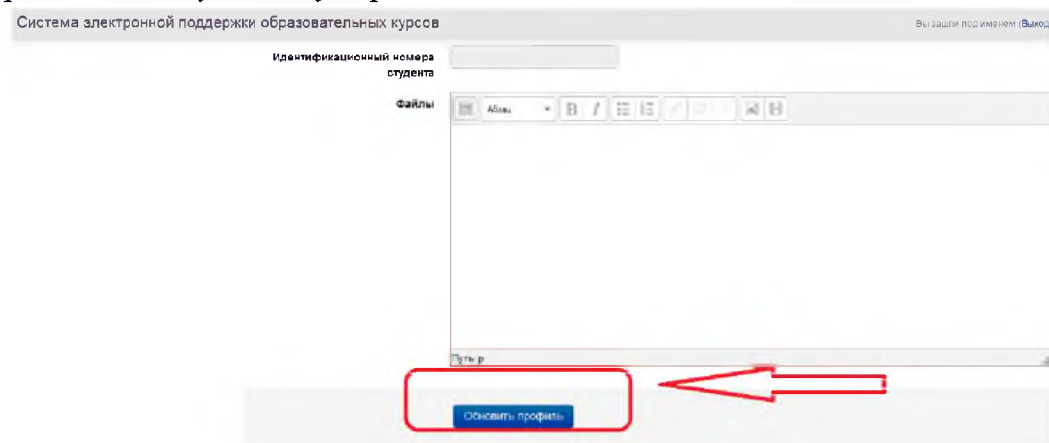 Система электронной поддержки образовательных курсов
Вы зашли под именем (Выход
Идентификационный номера
студента
Файлы
Абзац
Путь: p
Обновить профиль